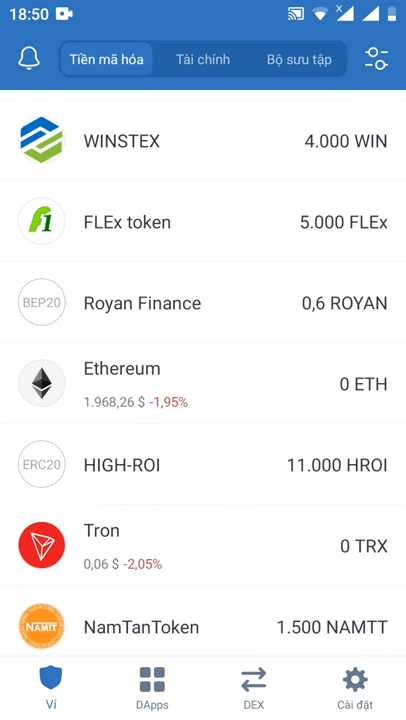 18:50
Tiền mã hóa
Tài chính
Bộ sưu tập
WINSTEX
4.000 WIN
FLEx token
5.000 FLEx
BEP20
Royan Finance
0,6 ROYAN
Ethereum
0 ETH
1.968,26 $ -1,95%
ERC20
HIGH-ROI
11.000 HROI
Tron
0 TRX
0,06 $ -2,05%
NAMIT
NamTanToken
1.500 NAMTT
Ví
DApps
DEX
Cài đặt